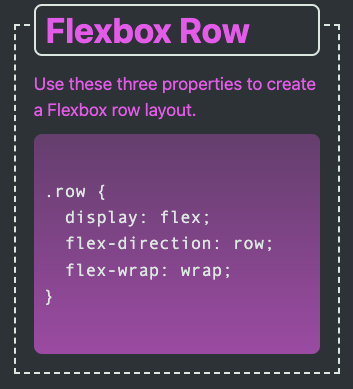 Flexbox Row
Use these three properties to create
a Flexbox row layout.
.row {
  display: flex;
  flex-direction: row;
  flex-wrap: wrap;
}